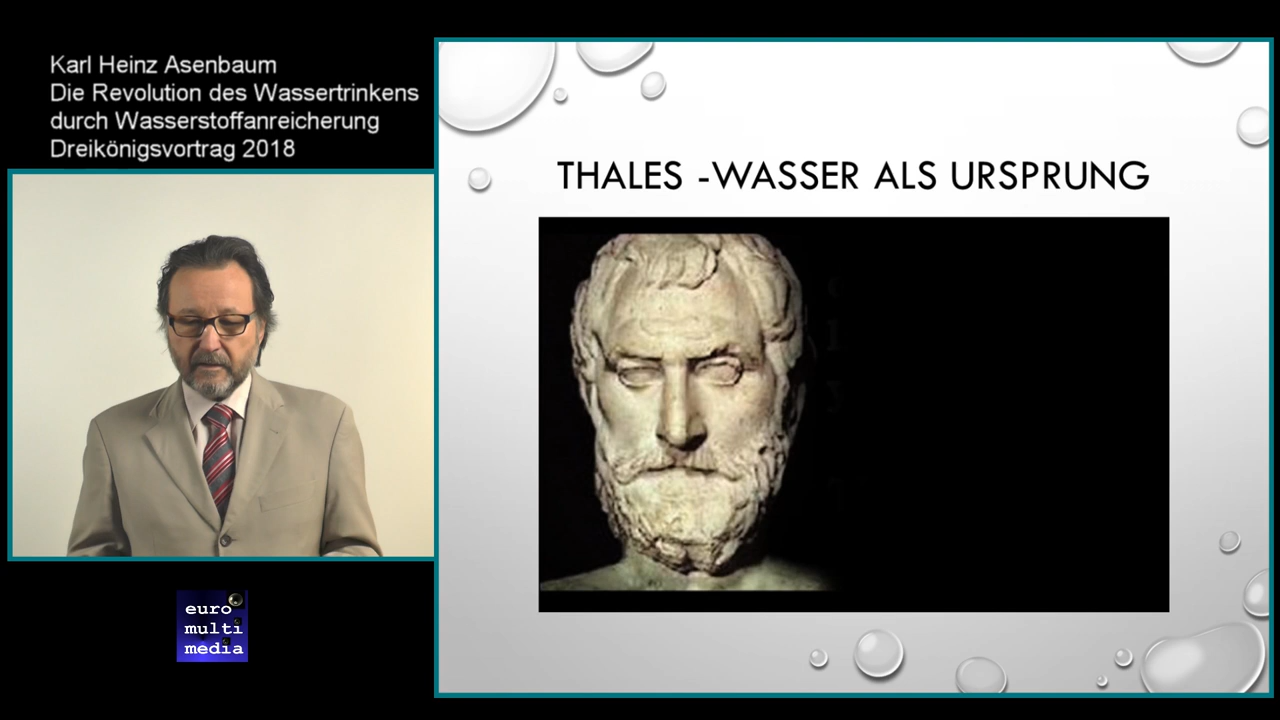 Karl Heinz Asenbaum
Die Revolution des Wassertrinkens
durch Wasserstoffanreicherung
Dreikönigsvortrag 2018
THALES -WASSER ALS URSPRUNG
euro
multi
media